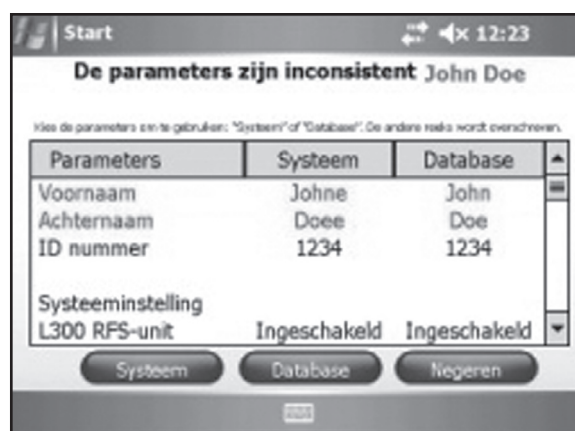 Start 12:23
De parameters zijn inconsistent John Doe
Kies de parameters om te gebruiken: "Systeem" of "Database". De andere reeks wordt overschreven.
Parameters Systeem Database
Voornaam Johne John
Achternaam Doee Doe
ID nummer 1234 1234
Systeeminstelling
L300 RFS-unit Ingeschakeld Ingeschakeld
Systeem Database Negeren